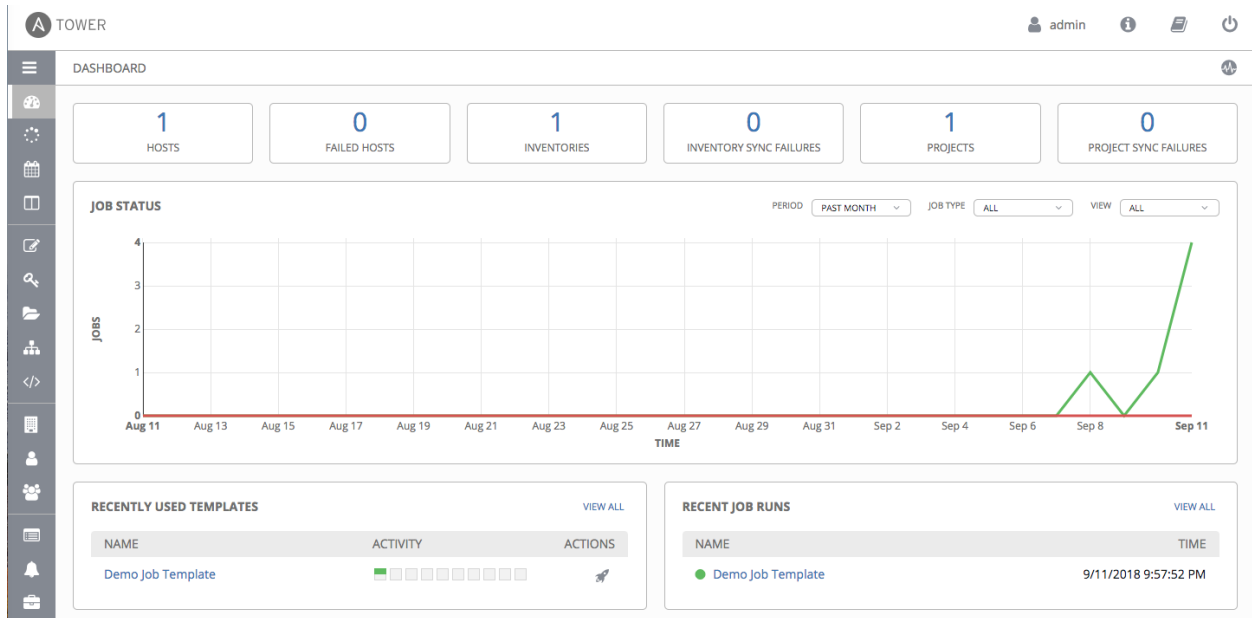 A TOWER admin
DASHBOARD
1 0 1 0 1 0
HOSTS FAILED HOSTS INVENTORIES INVENTORY SYNC FAILURES PROJECTS PROJECT SYNC FAILURES
JOB STATUS PERIOD PAST MONTH JOB TYPE ALL VIEW ALL
4
3
2
1
0
JOBS
Aug 11 Aug 13 Aug 15 Aug 17 Aug 19 Aug 21 Aug 23 Aug 25 Aug 27 Aug 29 Aug 31 Sep 2 Sep 4 Sep 6 Sep 8 Sep 11
TIME
RECENTLY USED TEMPLATES VIEW ALL
NAME ACTIVITY ACTIONS
Demo Job Template
RECENT JOB RUNS VIEW ALL
NAME TIME
Demo Job Template 9/11/2018 9:57:52 PM